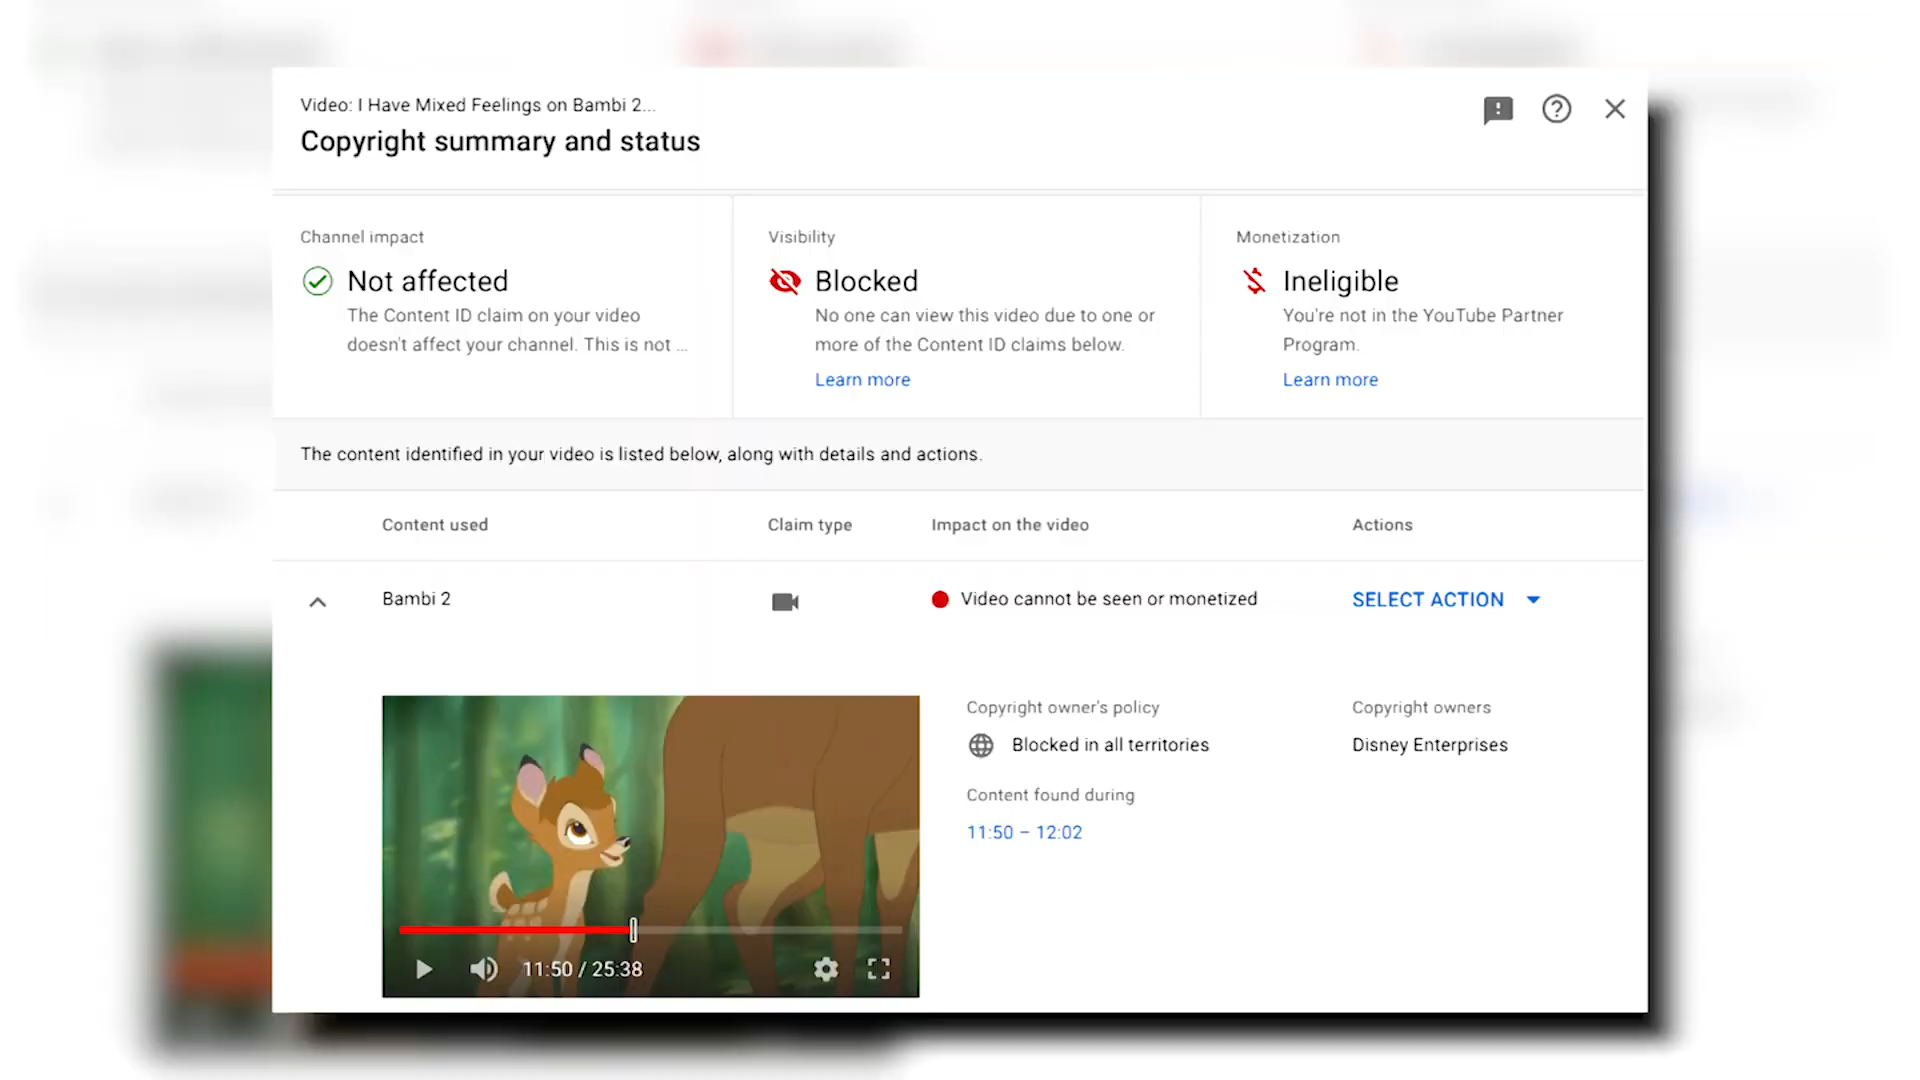 Video: I Have Mixed Feelings on Bambi 2...
Copyright summary and status
Channel impact
Not affected
The Content ID claim on your video
doesn't affect your channel. This is not ...
Visibility
Blocked
No one can view this video due to one or
more of the Content ID claims below.
Learn more
Monetization
Ineligible
You're not in the YouTube Partner
Program.
Learn more
The content identified in your video is listed below, along with details and actions.
Content used
Claim type
Impact on the video
Actions
Bambi 2
Video cannot be seen or monetized
SELECT ACTION
11:50 / 25:38
Copyright owner's policy
Blocked in all territories
Content found during
11:50 – 12:02
Copyright owners
Disney Enterprises